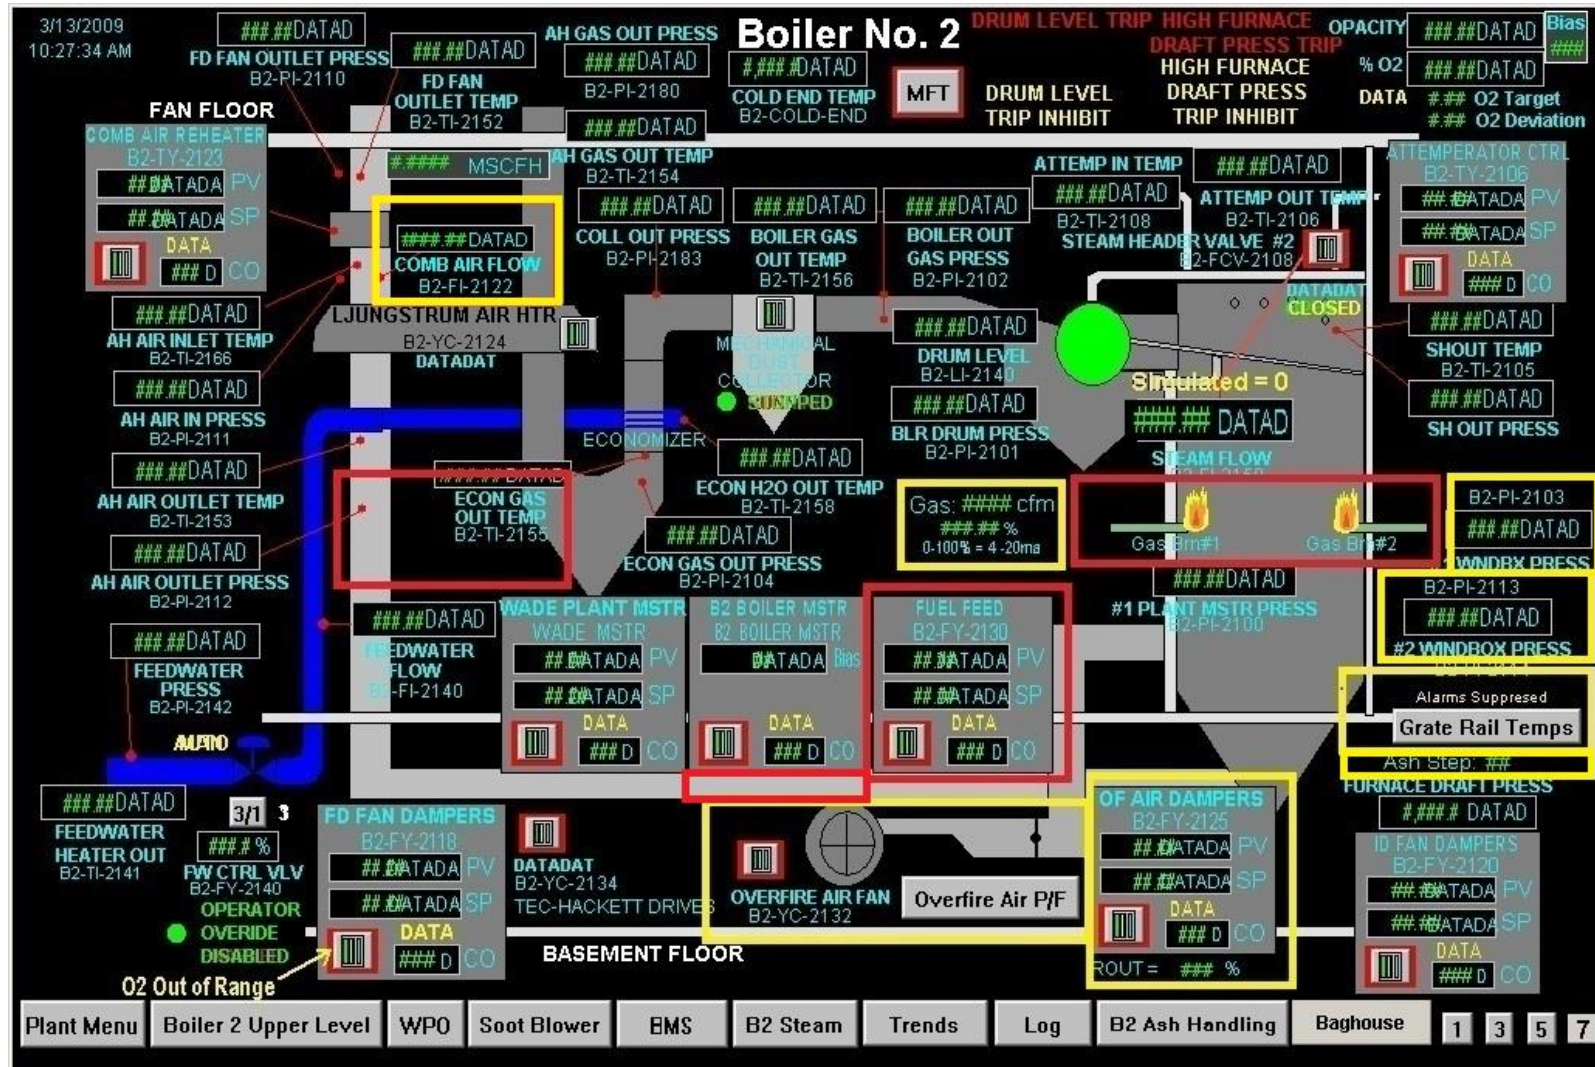 3/13/2009
10:27:34 AM
###.##DATAD
FD FAN OUTLET PRESS
B2-PI-2110
###.##DATAD
FD FAN
OUTLET TEMP
B2-TI-2152
AH GAS OUT PRESS
###.##DATAD
B2-PI-2180
###.##DATAD
AH GAS OUT TEMP
B2-TI-2154
Boiler No. 2
#,###.#DATAD
COLD END TEMP
B2-COLD-END
MFT
DRUM LEVEL TRIP
HIGH FURNACE
DRAFT PRESS TRIP
DRUM LEVEL
TRIP INHIBIT
HIGH FURNACE
DRAFT PRESS
TRIP INHIBIT
OPACITY
###.##DATAD
Bias
###
% O2
###.##DATAD
DATA
#.## O2 Target
#.## O2 Deviation
FAN FLOOR
COMB AIR REHEATER
B2-TY-2123
PV
SP
DATA
### D CO
#.#### MSCFH
####.##DATAD
COMB AIR FLOW
B2-FI-2122
###.##DATAD
COLL OUT PRESS
B2-PI-2183
###.##DATAD
BOILER GAS
OUT TEMP
B2-TI-2156
###.##DATAD
BOILER OUT
GAS PRESS
B2-PI-2102
ATTEMP IN TEMP
###.##DATAD
B2-TI-2108
###.##DATAD
ATTEMP OUT TEMP
B2-TI-2106
STEAM HEADER VALVE #2
B2-FCV-2108
DATADAT
CLOSED
ATTEMPERATOR CTRL
B2-TY-2106
PV
SP
DATA
### D CO
###.##DATAD
AH AIR INLET TEMP
B2-TI-2166
###.##DATAD
AH AIR IN PRESS
B2-PI-2111
###.##DATAD
AH AIR OUTLET TEMP
B2-TI-2153
###.##DATAD
AH AIR OUTLET PRESS
B2-PI-2112
LJUNGSTRUM AIR HTR
B2-YC-2124
DATADAT
MECHANICAL
DUST
COLLECTOR
###.##DATAD
DRUM LEVEL
B2-LI-2140
###.##DATAD
BLR DRUM PRESS
B2-PI-2101
Simulated = 0
####.## DATAD
STEAM FLOW
###.##DATAD
SHOUT TEMP
B2-TI-2105
###.##DATAD
SH OUT PRESS
ECONOMIZER
###.##DATAD
ECON GAS
OUT TEMP
B2-TI-2155
###.##DATAD
ECON H2O OUT TEMP
B2-TI-2158
###.##DATAD
ECON GAS OUT PRESS
B2-PI-2104
Gas: #### cfm
###.## %
0-100% = 4 -20ma
Gas Brn#1
Gas Brn#2
###.##DATAD
#1 PLANT MSTR PRESS
B2-PI-2100
B2-PI-2103
###.##DATAD
WNDBX PRESS
B2-PI-2113
###.##DATAD
#2 WINDBOX PRESS
Alarms Suppresed
Grate Rail Temps
Ash Step: ##
###.##DATAD
FEEDWATER
PRESS
B2-PI-2142
###.##DATAD
FEEDWATER
FLOW
B2-FI-2140
WADE PLANT MSTR
WADE MSTR
PV
SP
DATA
### D CO
B2 BOILER MSTR
B2 BOILER MSTR
Bias
DATA
### D CO
FUEL FEED
B2-FY-2130
PV
SP
DATA
### D CO
###.##DATAD
FEEDWATER
HEATER OUT
B2-TI-2141
3/1 3
###.# %
FW CTRL VLV
B2-FY-2140
OPERATOR
OVERIDE
DISABLED
O2 Out of Range
FD FAN DAMPERS
B2-FY-2118
PV
SP
DATA
### D CO
DATADAT
B2-YC-2134
TEC-HACKETT DRIVES
OVERFIRE AIR FAN
B2-YC-2132
Overfire Air P/F
OF AIR DAMPERS
B2-FY-2125
PV
SP
DATA
### D CO
ROUT = ### %
FURNACE DRAFT PRESS
#,###.# DATAD
ID FAN DAMPERS
B2-FY-2120
PV
SP
DATA
### D CO
BASEMENT FLOOR
Plant Menu
Boiler 2 Upper Level
WPO
Soot Blower
BMS
B2 Steam
Trends
Log
B2 Ash Handling
Baghouse
1
3
5
7